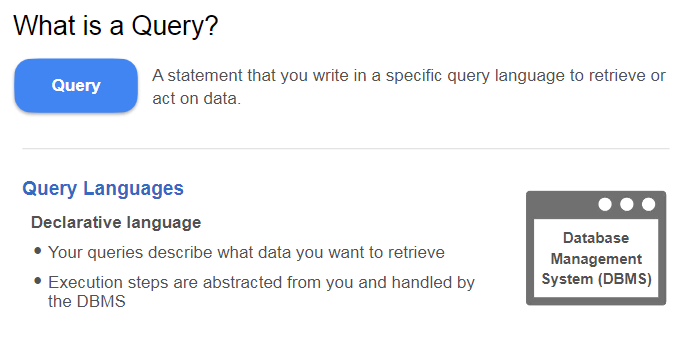 What is a Query?
Query
A statement that you write in a specific query language to retrieve or
act on data.
Query Languages
Declarative language
• Your queries describe what data you want to retrieve
• Execution steps are abstracted from you and handled by
the DBMS
Database
Management
System (DBMS)